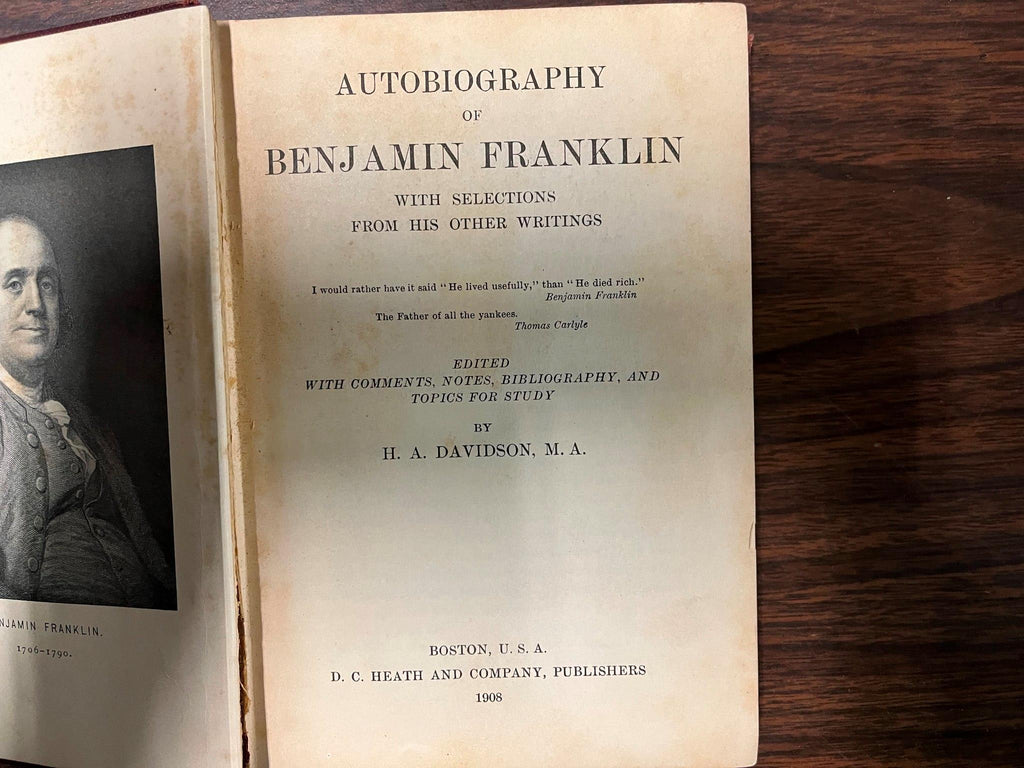 NJAMIN FRANKLIN.
1706-1790.
AUTOBIOGRAPHY
OF
BENJAMIN FRANKLIN
WITH SELECTIONS
FROM HIS OTHER WRITINGS
I would rather have it said "He lived usefully," than "He died rich."
Benjamin Franklin
The Father of all the yankees.
Thomas Carlyle
EDITED
WITH COMMENTS, NOTES, BIBLIOGRAPHY, AND
TOPICS FOR STUDY
BY
H. A. DAVIDSON, M. A.
BOSTON, U. S. A.
D. C. HEATH AND COMPANY, PUBLISHERS
1908